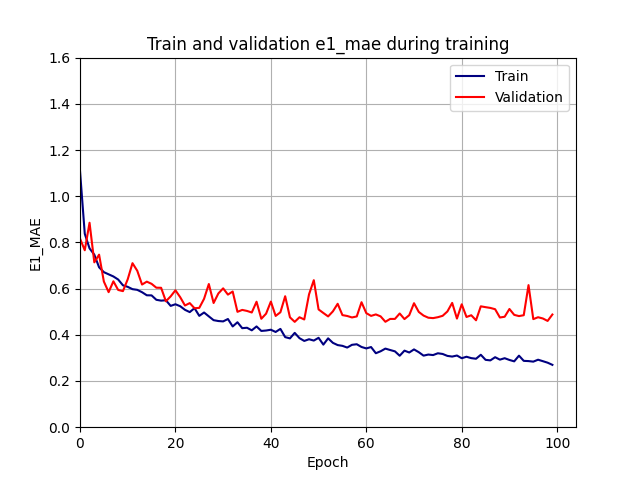 Train and validation e1_mae during training
Train
Validation
1.6
1.4
1.2
1.0
0.8
0.6
0.4
0.2
0.0
E1_MAE
0 20 40 60 80 100
Epoch